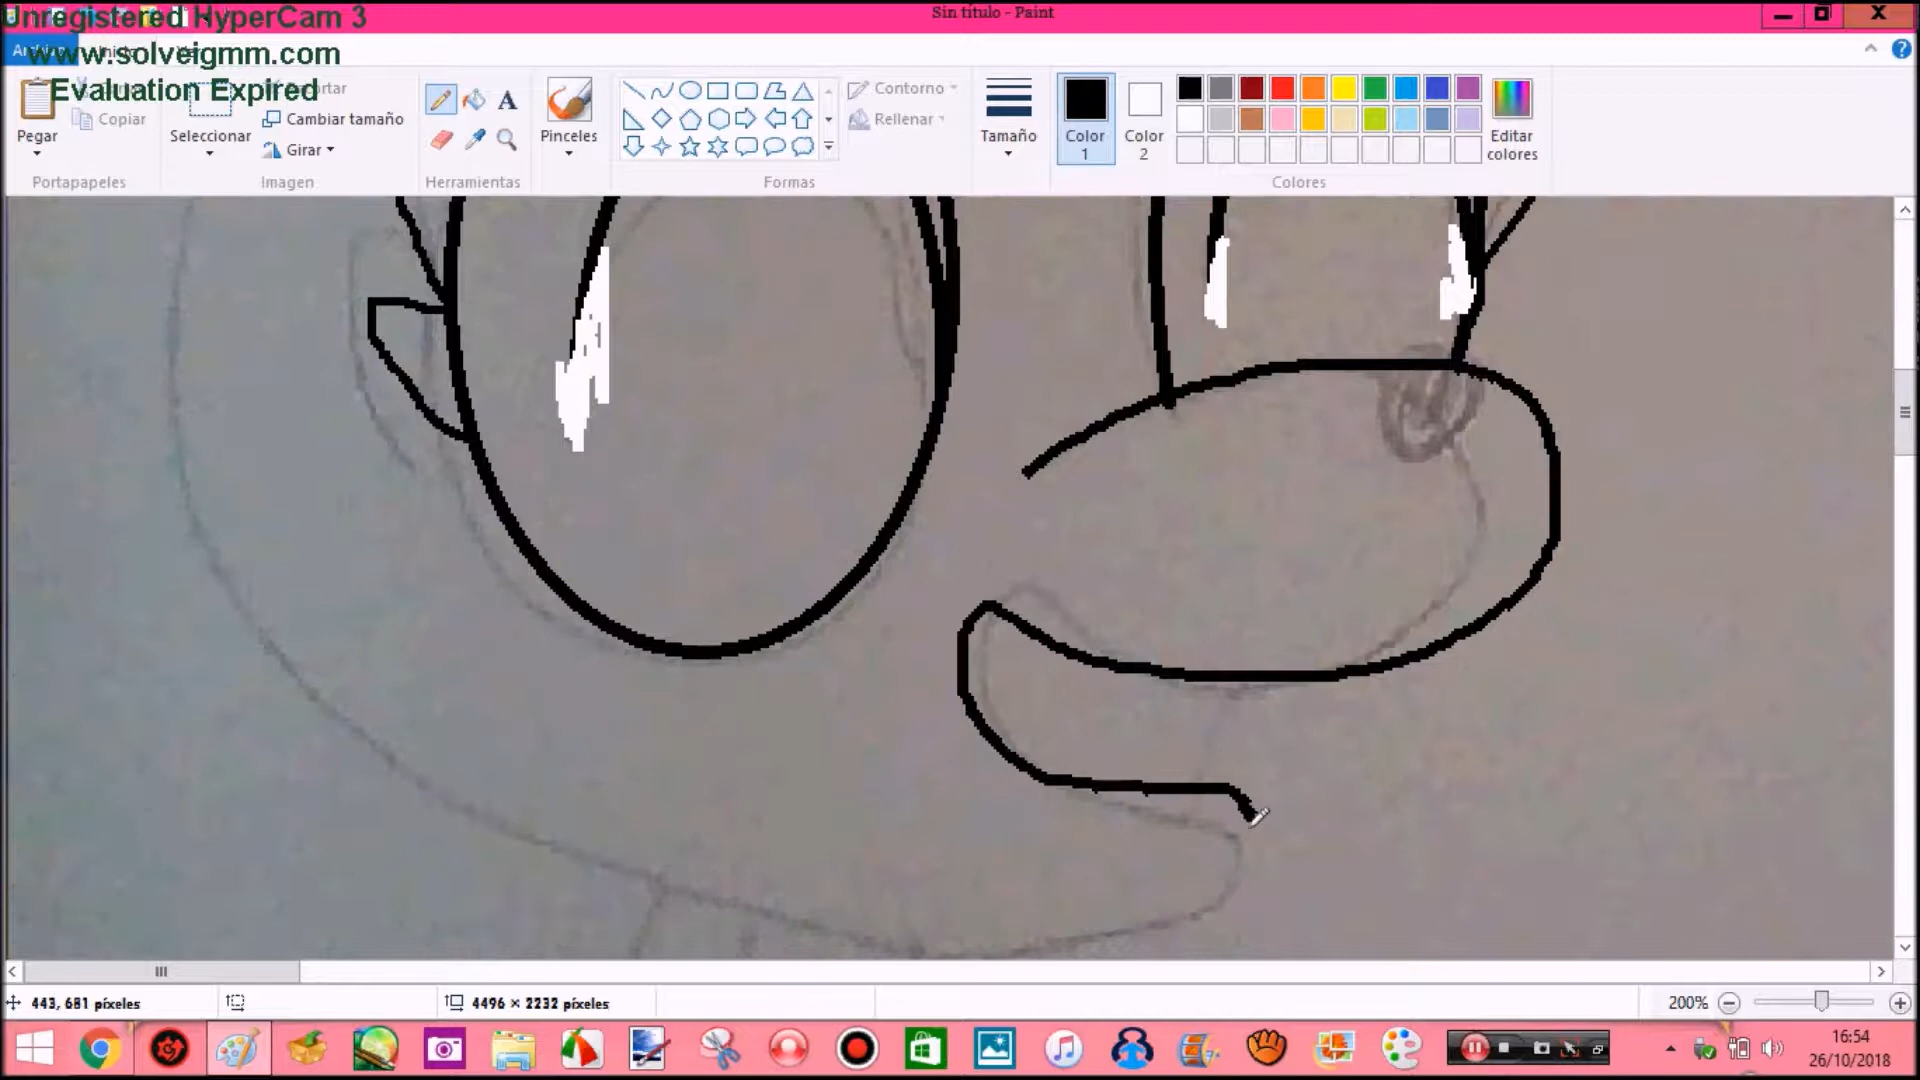 Unregistered HyperCam 3
Sin título - Paint
www.solveigmm.com
Evaluation Expired
Pegar
Copiar
Portapapeles
Seleccionar
Cambiar tamaño
Girar
Imagen
Herramientas
Pinceles
Formas
Contorno
Rellenar
Tamaño
Color
1
Color
2
Editar
colores
Colores
443, 681 píxeles
4496 × 2232 píxeles
200%
16:54
26/10/2018